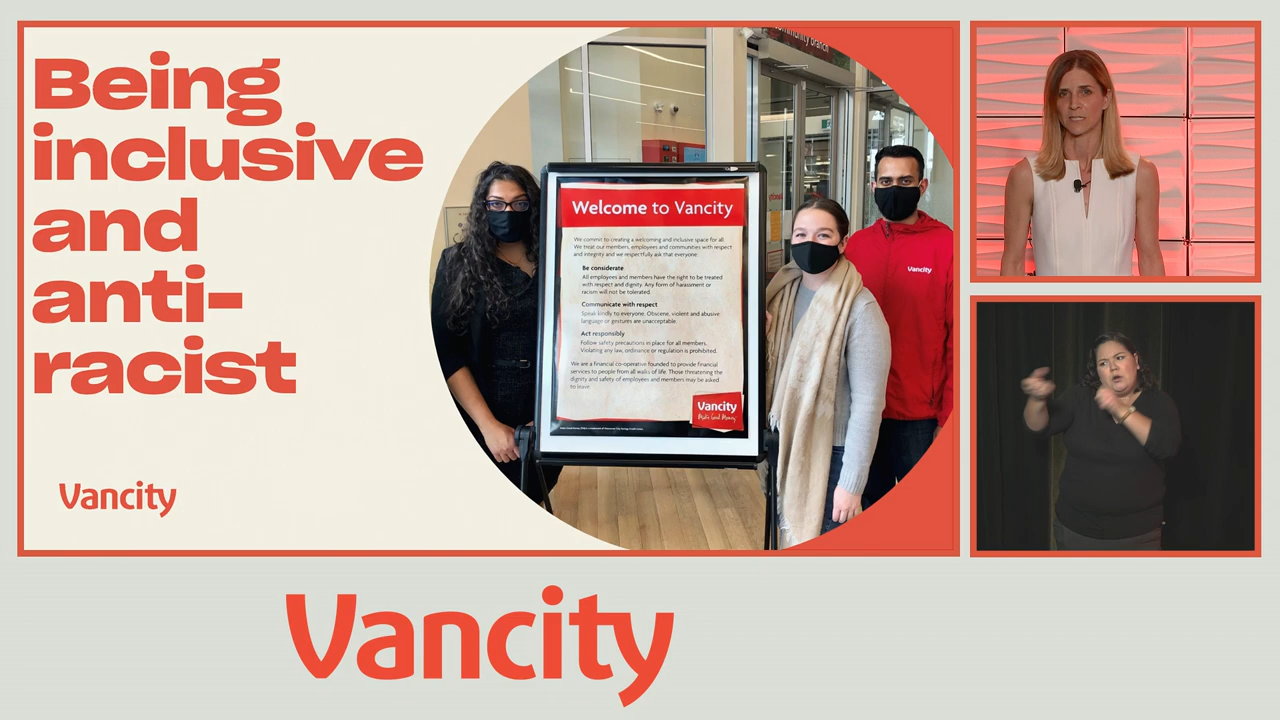 Being
inclusive
and
anti-
racist
Vancity
community branch
Welcome to Vancity
We commit to creating a welcoming and inclusive space for all.
We treat our members, employees and communities with respect
and integrity and we respectfully ask that everyone:
Be considerate
All employees and members have the right to be treated
with respect and dignity. Any form of harassment or
racism will not be tolerated.
Communicate with respect
Speak kindly to everyone. Obscene, violent and abusive
language or gestures are unacceptable.
Act responsibly
Follow safety precautions in place for all members.
Violating any law, ordinance or regulation is prohibited.
We are a financial co-operative founded to provide financial
services to people from all walks of life. Those threatening the
dignity and safety of employees and members may be asked
to leave.
Vancity
Make Good Money
Vancity
Vancity